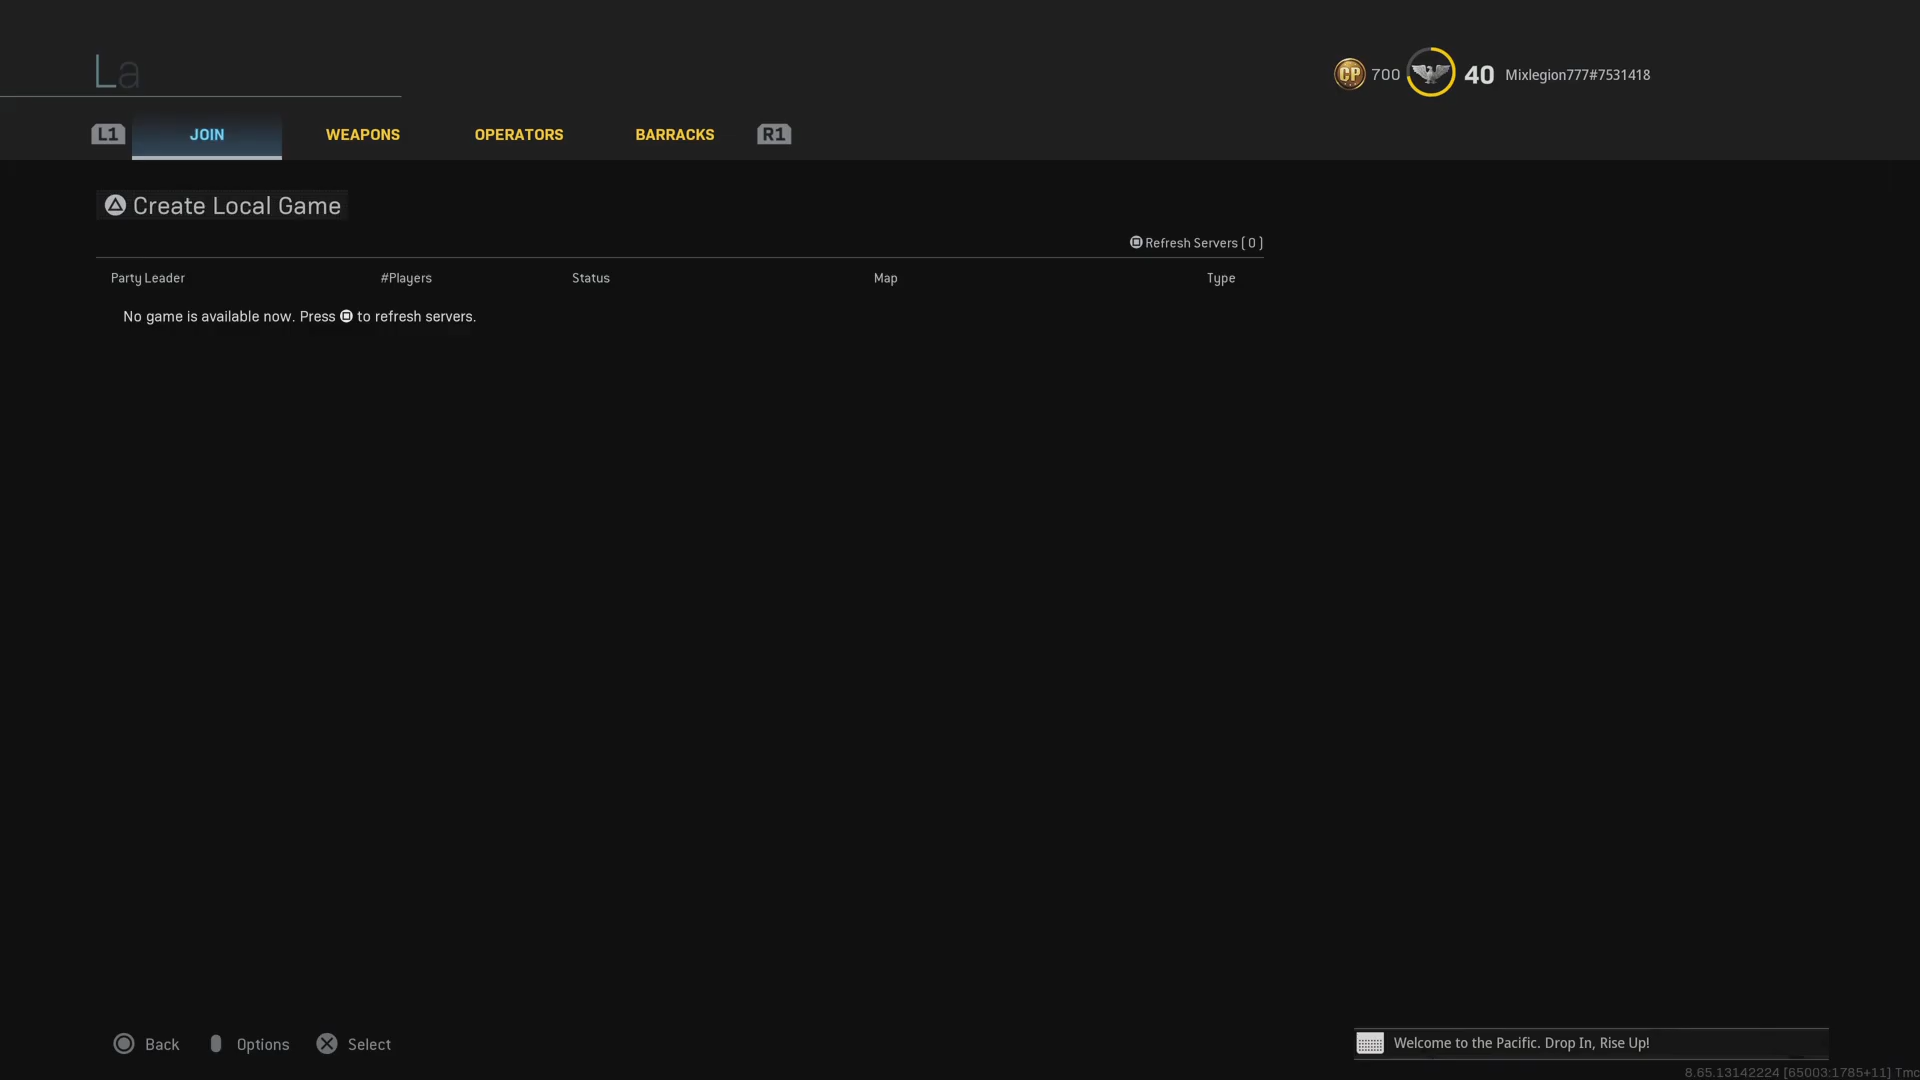 La
CP 700 40 Mixlegion777#7531418
L1 JOIN WEAPONS OPERATORS BARRACKS R1
Create Local Game
Refresh Servers ( 0 )
Party Leader #Players Status Map Type
No game is available now. Press to refresh servers.
Back Options Select
Welcome to the Pacific. Drop In, Rise Up!
8.65.13142224 [65003:1785+11] Tmc